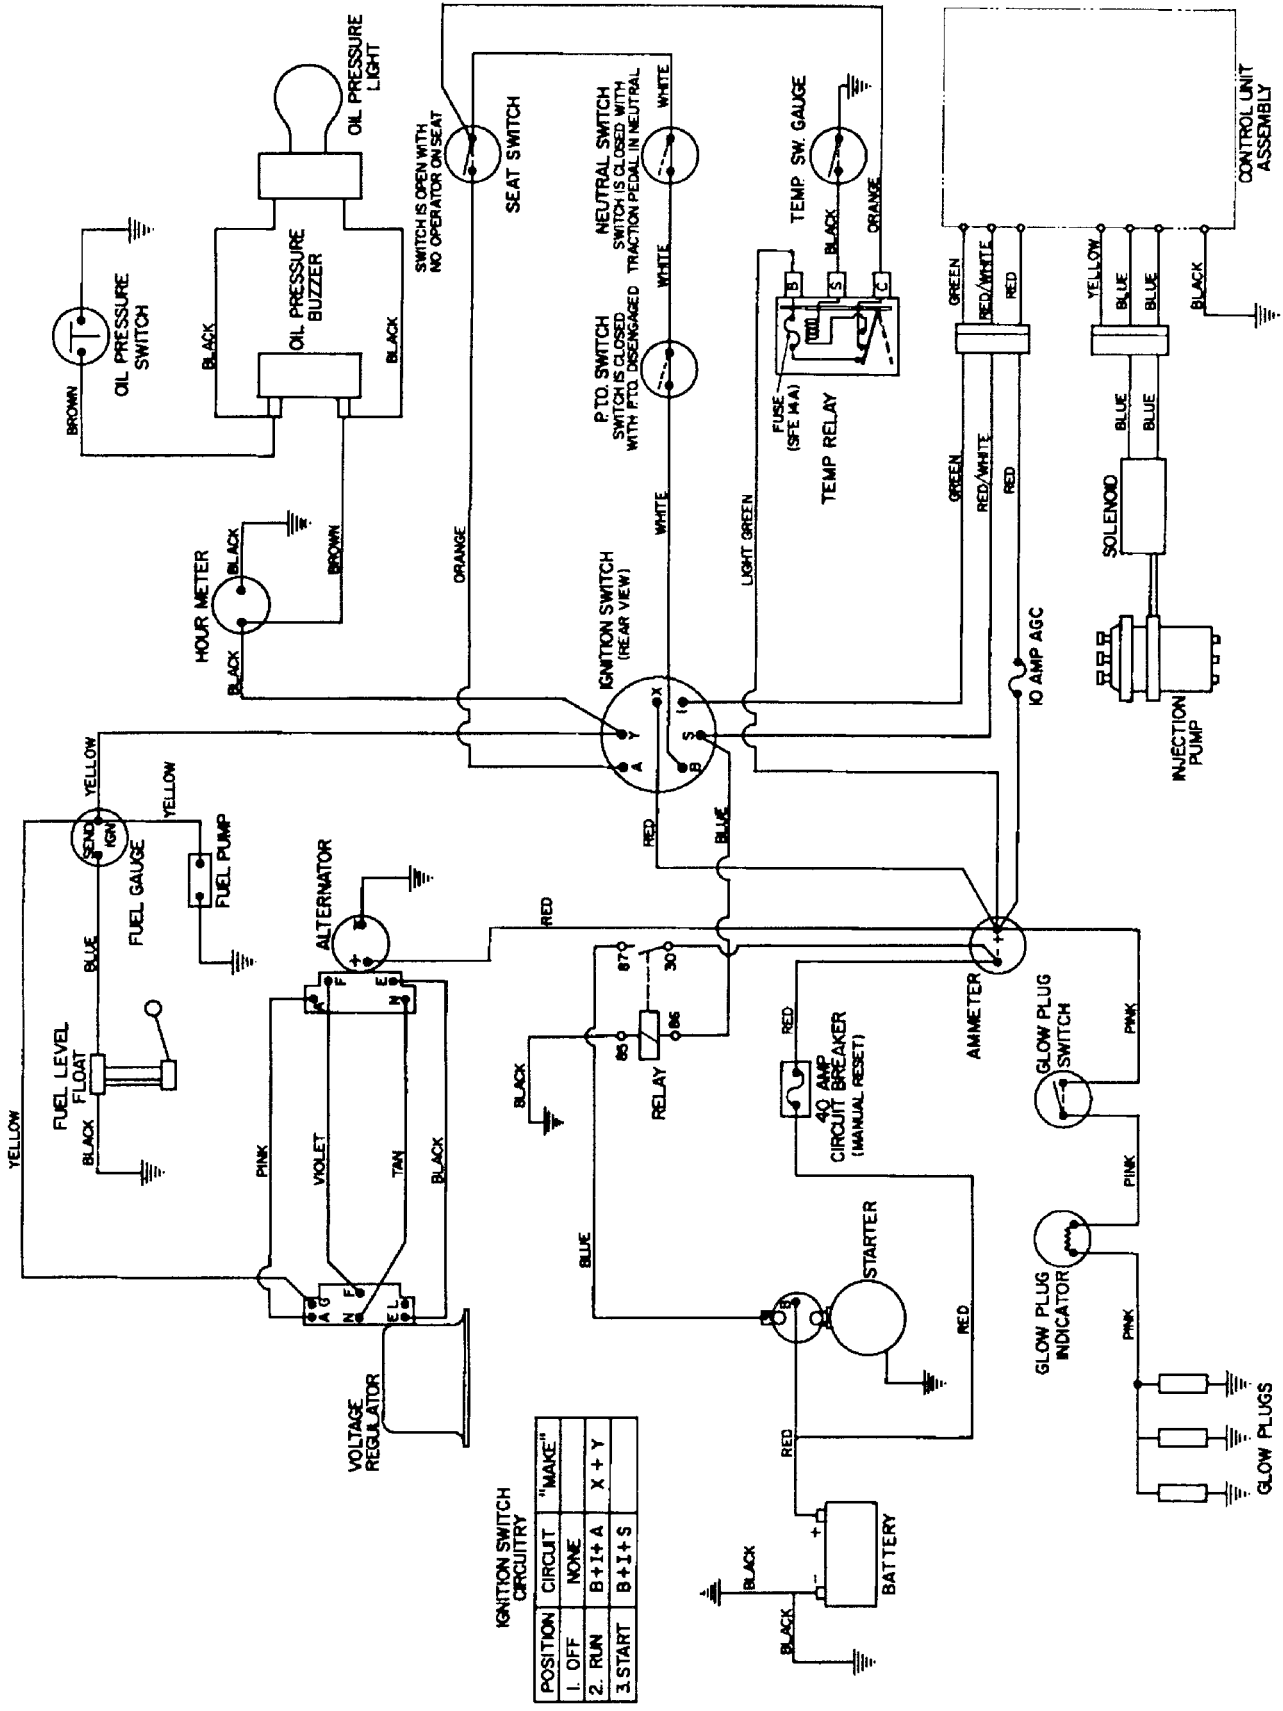 OIL PRESSURE
LIGHT
OIL PRESSURE
SWITCH
OIL PRESSURE
BUZZER
BROWN
BLACK
BLACK
HOUR METER
BLACK
BLACK
BROWN
SWITCH IS OPEN WITH
NO OPERATOR ON SEAT
SEAT SWITCH
ORANGE
NEUTRAL SWITCH
SWITCH IS CLOSED WITH
TRACTION PEDAL IN NEUTRAL
WHITE
WHITE
P.T.O. SWITCH
SWITCH IS CLOSED
WITH P.T.O. DISENGAGED
WHITE
IGNITION SWITCH
(REAR VIEW)
Y
X
A
I
B
S
TEMP. SW. GAUGE
BLACK
ORANGE
B
S
C
FUSE
(SFE 14A)
TEMP RELAY
LIGHT GREEN
CONTROL UNIT
ASSEMBLY
GREEN
RED/WHITE
RED
YELLOW
BLUE
BLUE
BLACK
GREEN
RED/WHITE
RED
BLUE
BLUE
SOLENOID
10 AMP AGC
INJECTION
PUMP
YELLOW
YELLOW
SEND
IGN
FUEL GAUGE
FUEL PUMP
BLUE
FUEL LEVEL
FLOAT
BLACK
YELLOW
ALTERNATOR
+
F
E
A
N
RED
PINK
VIOLET
TAN
BLACK
G
F
L
A
N
E
VOLTAGE
REGULATOR
RED
BLUE
87
30
85
86
RELAY
BLACK
BLUE
RED
40 AMP
CIRCUIT BREAKER
(MANUAL RESET)
- +
AMMETER
GLOW PLUG
SWITCH
PINK
PINK
GLOW PLUG
INDICATOR
PINK
GLOW PLUGS
STARTER
B
RED
RED
BATTERY
+
-
BLACK
BLACK
IGNITION SWITCH
CIRCUITRY
POSITION CIRCUIT "MAKE"
1. OFF NONE
2. RUN B+I+A X+Y
3. START B+I+S